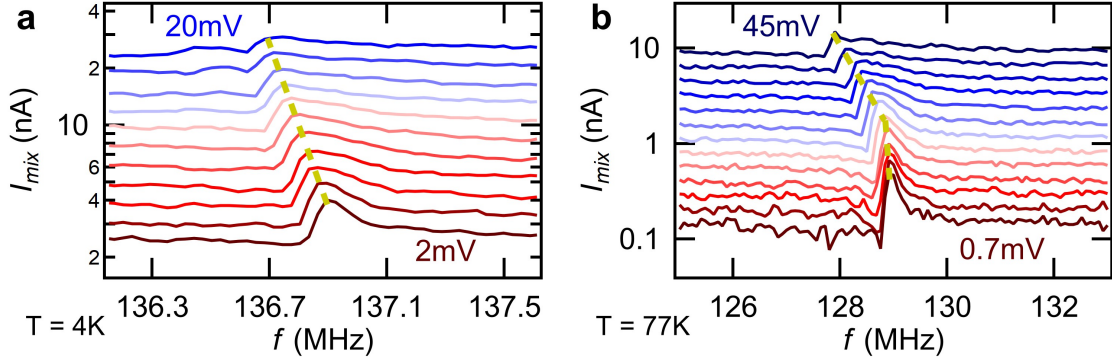 a
20mV
2mV
4
2
10
8
6
4
2
I_mix (nA)
136.3 136.7 137.1 137.5
T = 4K
f (MHz)
b
45mV
0.7mV
10
1
0.1
I_mix (nA)
126 128 130 132
T = 77K
f (MHz)